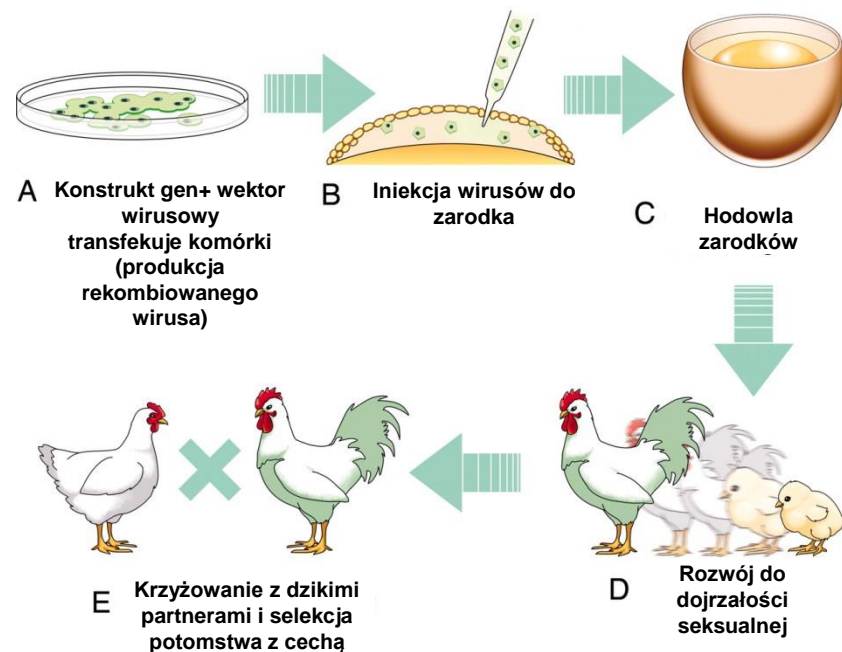 A Konstrukt gen+ wektor
wirusowy
transfekuje komórki
(produkcja
rekombiowanego
wirusa)
B Iniekcja wirusów do
zarodka
C Hodowla
zarodków
D Rozwój do
dojrzałości
seksualnej
E Krzyżowanie z dzikimi
partnerami i selekcja
potomstwa z cechą